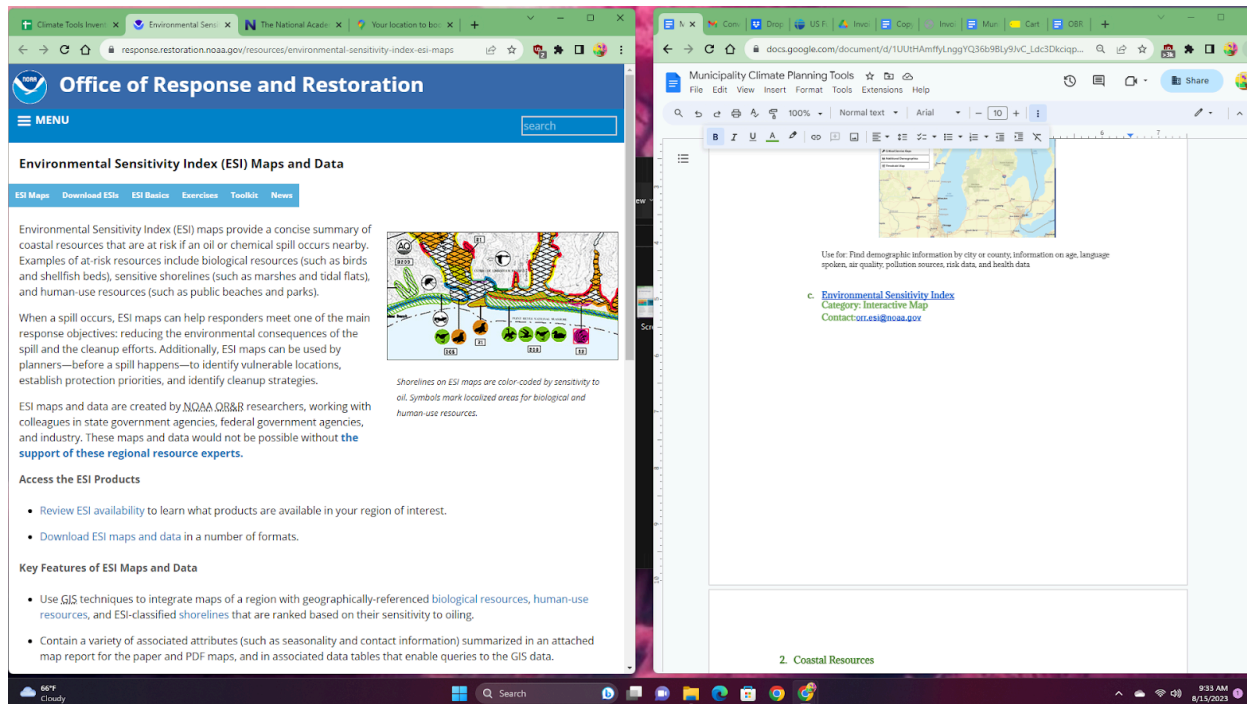 Climate Tools Invent
Environmental Sensi
The National Acade
Your location to bos
response.restoration.noaa.gov/resources/environmental-sensitivity-index-esi-maps
NOAA
Office of Response and Restoration
MENU
search
Environmental Sensitivity Index (ESI) Maps and Data
ESI Maps Download ESIs ESI Basics Exercises Toolkit News
Environmental Sensitivity Index (ESI) maps provide a concise summary of
coastal resources that are at risk if an oil or chemical spill occurs nearby.
Examples of at-risk resources include biological resources (such as birds
and shellfish beds), sensitive shorelines (such as marshes and tidal flats),
and human-use resources (such as public beaches and parks).
When a spill occurs, ESI maps can help responders meet one of the main
response objectives: reducing the environmental consequences of the
spill and the cleanup efforts. Additionally, ESI maps can be used by
planners—before a spill happens—to identify vulnerable locations,
establish protection priorities, and identify cleanup strategies.
Shorelines on ESI maps are color-coded by sensitivity to
oil. Symbols mark localized areas for biological and
human-use resources.
ESI maps and data are created by NOAA OR&R researchers, working with
colleagues in state government agencies, federal government agencies,
and industry. These maps and data would not be possible without the
support of these regional resource experts.
Access the ESI Products
• Review ESI availability to learn what products are available in your region of interest.
• Download ESI maps and data in a number of formats.
Key Features of ESI Maps and Data
• Use GIS techniques to integrate maps of a region with geographically-referenced biological resources, human-use
resources, and ESI-classified shorelines that are ranked based on their sensitivity to oiling.
• Contain a variety of associated attributes (such as seasonality and contact information) summarized in an attached
map report for the paper and PDF maps, and in associated data tables that enable queries to the GIS data.
Com
Drop
US Fi
Invoi
Cop
Invo
Mun
Cart
OBR
docs.google.com/document/d/1UUtHAmffyLnggYQ36b9BLy9JvC_Ldc3Dkciqp...
Municipality Climate Planning Tools
File Edit View Insert Format Tools Extensions Help
Share
100% Normal text Arial 10
B I U A
Use for: Find demographic information by city or county, information on age, language
spoken, air quality, pollution sources, risk data, and health data
c. Environmental Sensitivity Index
Category: Interactive Map
Contact:orr.esi@noaa.gov
2. Coastal Resources
66°F
Cloudy
Search
9:33 AM
8/15/2023